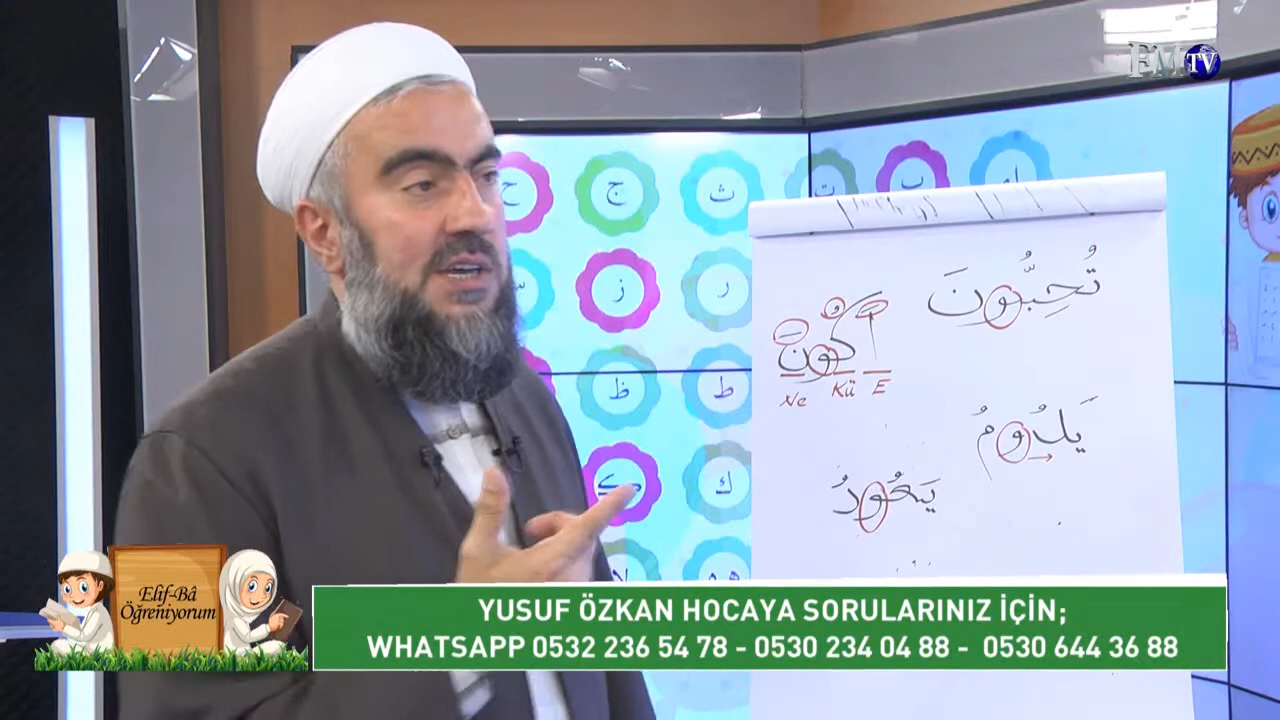 FM TV
ح ج ث ت ب
ز ر
ظ ط
ك
تُحِبُّونَ
أَكُونَ
Ne Kü E
يَدُومُ
يَعُودُ
Elif-Bâ
Öğreniyorum
YUSUF ÖZKAN HOCAYA SORULARINIZ İÇİN;
WHATSAPP 0532 236 54 78 - 0530 234 04 88 - 0530 644 36 88